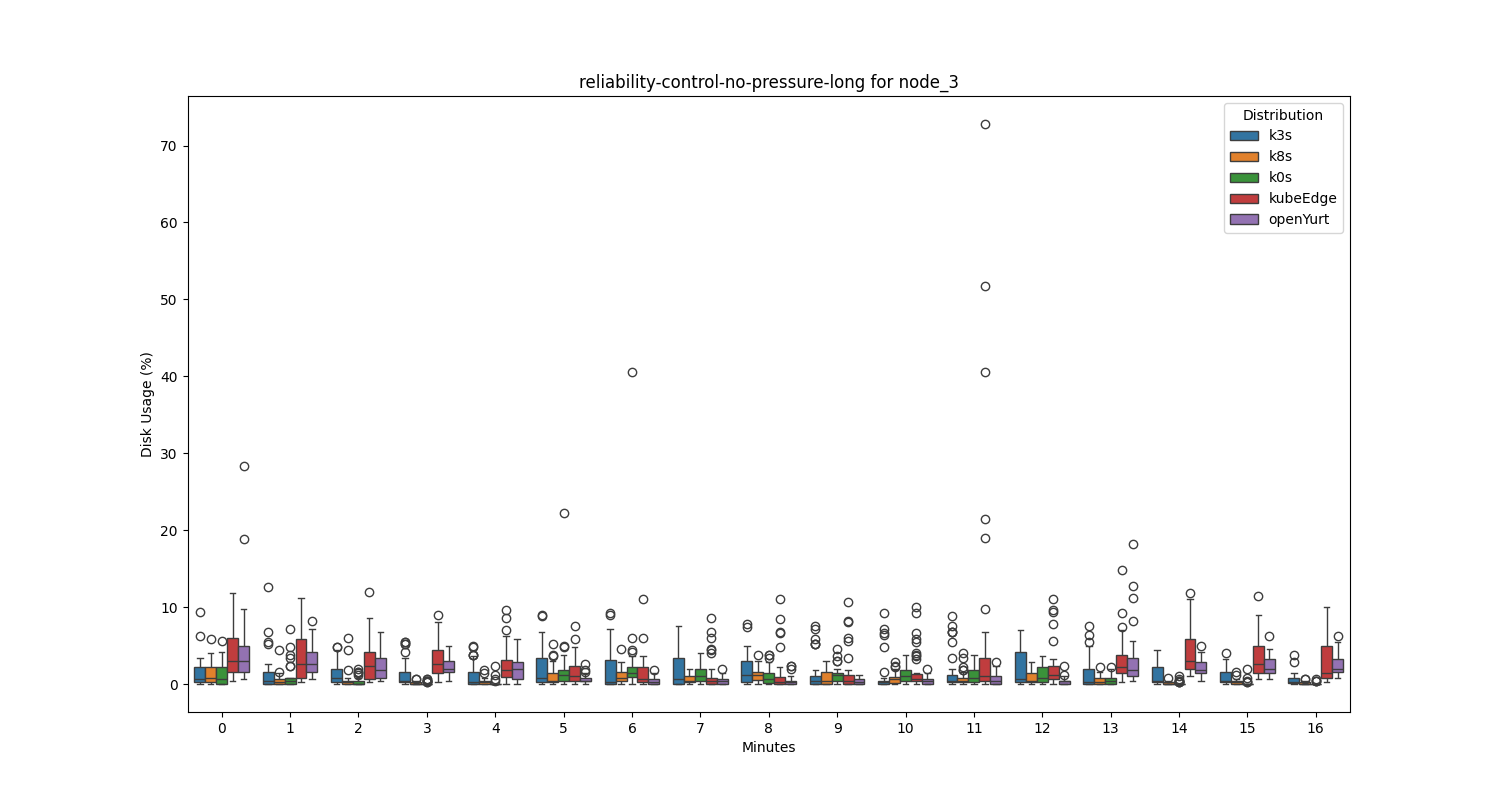 reliability-control-no-pressure-long for node_3
Distribution
k3s
k8s
k0s
kubeEdge
openYurt
Disk Usage (%)
70
60
50
40
30
20
10
0
0 1 2 3 4 5 6 7 8 9 10 11 12 13 14 15 16
Minutes